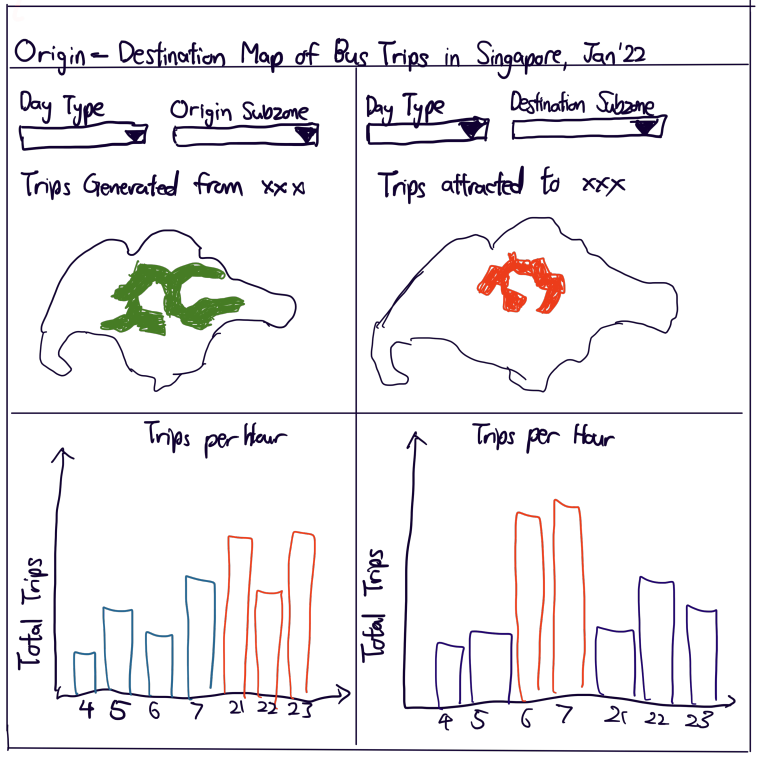 Origin - Destination Map of Bus Trips in Singapore, Jan'22
Day Type
Origin Subzone
Trips Generated from xxx
Day Type
Destination Subzone
Trips attracted to xxx
Trips per Hour
Total Trips
4 5 6 7 21 22 23
Trips per Hour
Total Trips
4 5 6 7 21 22 23